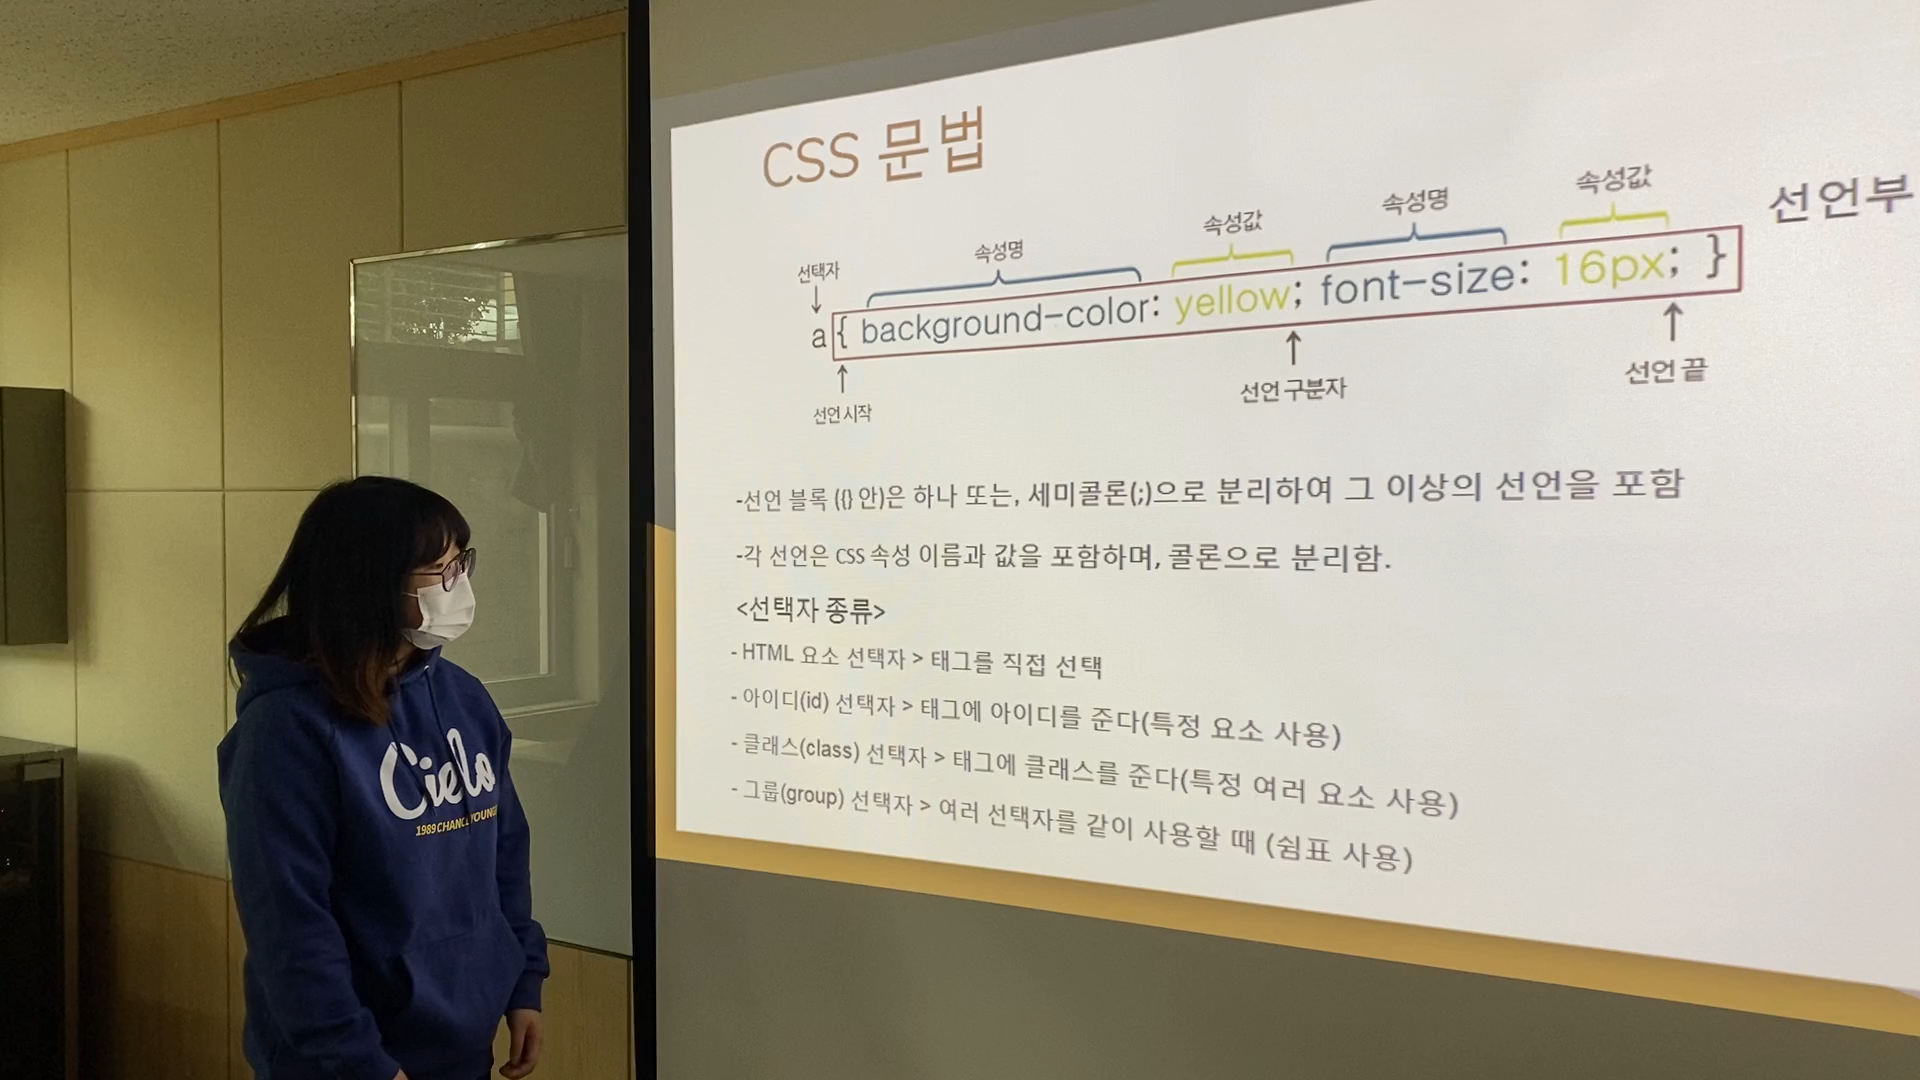 CSS 문법
선택자
속성명
속성값
속성명
속성값
선언부
a { background-color: yellow; font-size: 16px; }
선언 시작
선언 구분자
선언 끝
-선언 블록 ({} 안)은 하나 또는, 세미콜론(;)으로 분리하여 그 이상의 선언을 포함
-각 선언은 CSS 속성 이름과 값을 포함하며, 콜론으로 분리함.
<선택자 종류>
- HTML 요소 선택자 > 태그를 직접 선택
- 아이디(id) 선택자 > 태그에 아이디를 준다(특정 요소 사용)
- 클래스(class) 선택자 > 태그에 클래스를 준다(특정 여러 요소 사용)
- 그룹(group) 선택자 > 여러 선택자를 같이 사용할 때 (쉼표 사용)
Cielo
1989